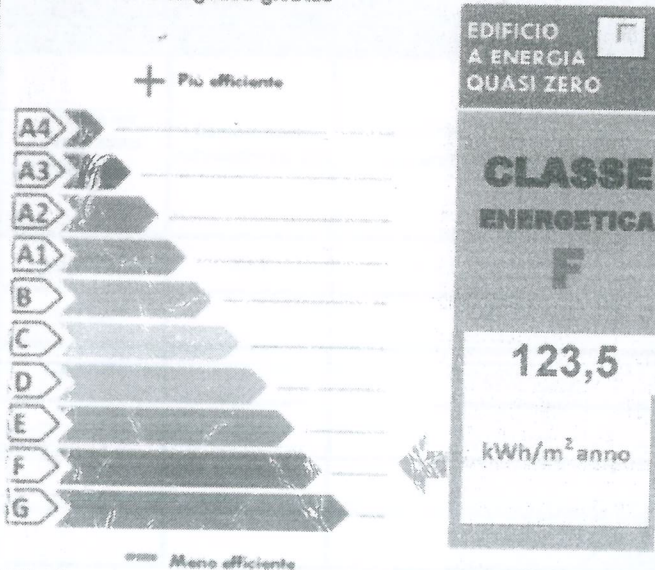 + Più efficiente
A4
A3
A2
A1
B
C
D
E
F
G
— Meno efficiente
EDIFICIO
A ENERGIA
QUASI ZERO
CLASSE
ENERGETICA
F
123,5
kWh/m² anno